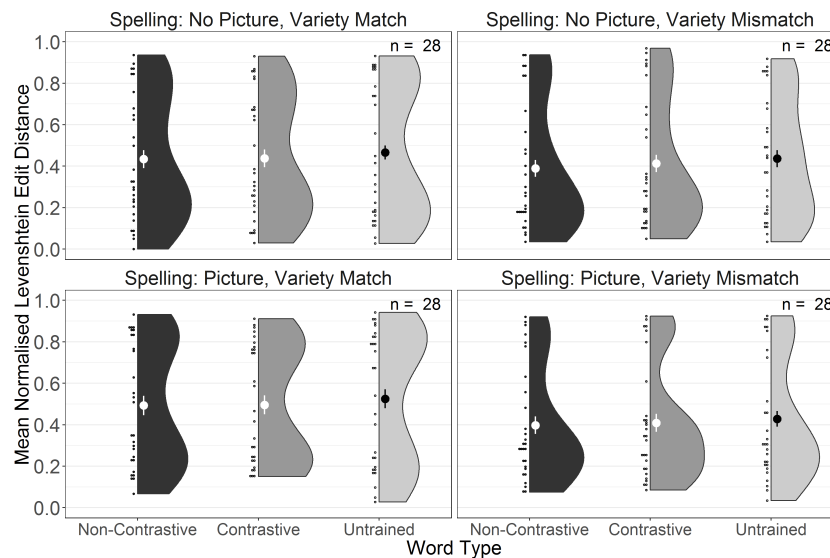 Spelling: No Picture, Variety Match
Spelling: No Picture, Variety Mismatch
n = 28
n = 28
1.0
0.8
0.6
0.4
0.2
0.0
Spelling: Picture, Variety Match
Spelling: Picture, Variety Mismatch
n = 28
n = 28
1.0
0.8
0.6
0.4
0.2
0.0
Mean Normalised Levenshtein Edit Distance
Non-Contrastive Contrastive Untrained Non-Contrastive Contrastive Untrained
Word Type